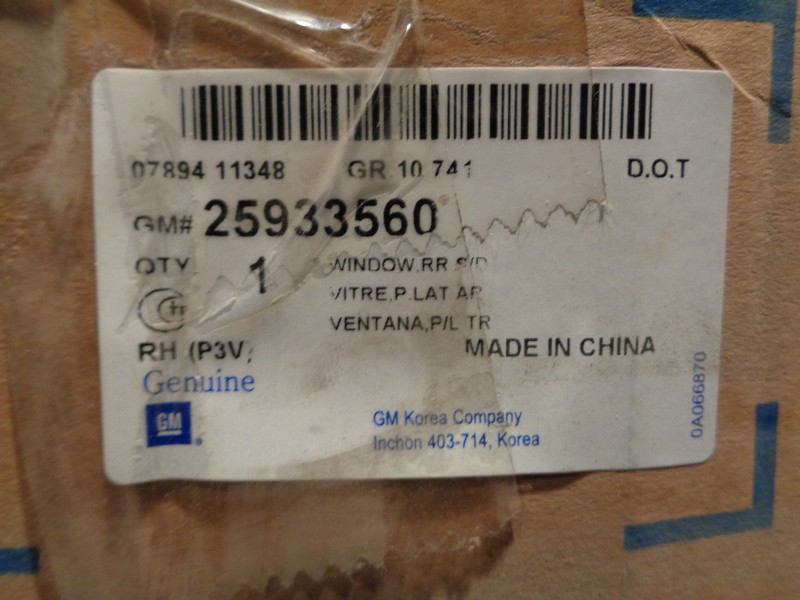 07894 11348 GR 10 741 D.O.T
GM# 25933560
QTY. 1 WINDOW,RR S/D
VITRE,P.LAT AR
VENTANA,P/L TR
RH (P3V) MADE IN CHINA
Genuine
GM
GM Korea Company
Inchon 403-714, Korea
0A066870